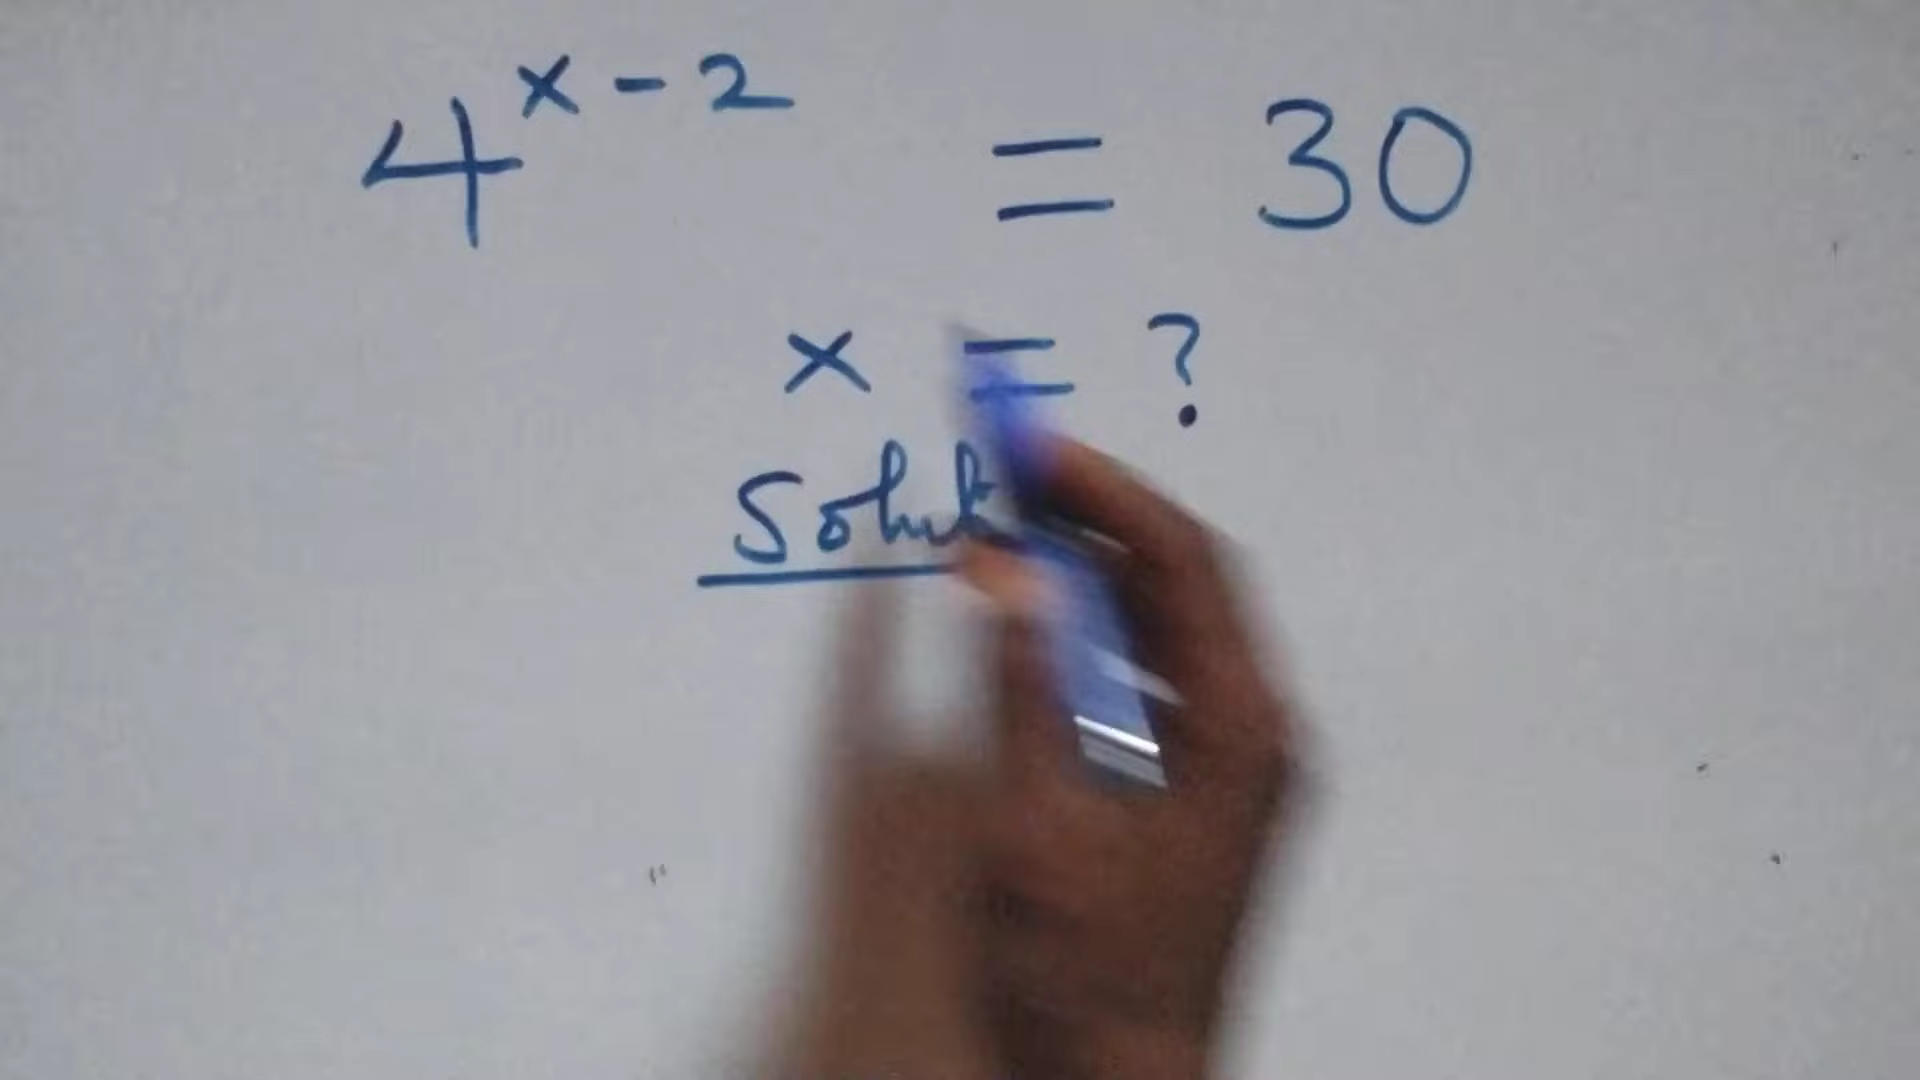 4^{x-2} = 30
x = ?